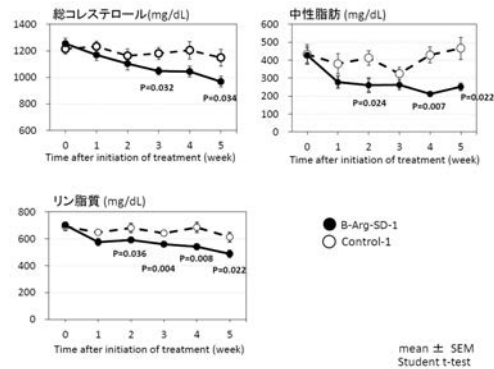 総コレステロール(mg/dL)
1400
1200
1000
800
600
P=0.032
P=0.034
0 1 2 3 4 5
Time after initiation of treatment (week)
中性脂肪 (mg/dL)
600
500
400
300
200
100
0
P=0.024
P=0.007
P=0.022
0 1 2 3 4 5
Time after initiation of treatment (week)
リン脂質 (mg/dL)
800
600
400
200
0
P=0.036
P=0.004
P=0.008
P=0.022
0 1 2 3 4 5
Time after initiation of treatment (week)
B-Arg-SD-1
Control-1
mean ± SEM
Student t-test